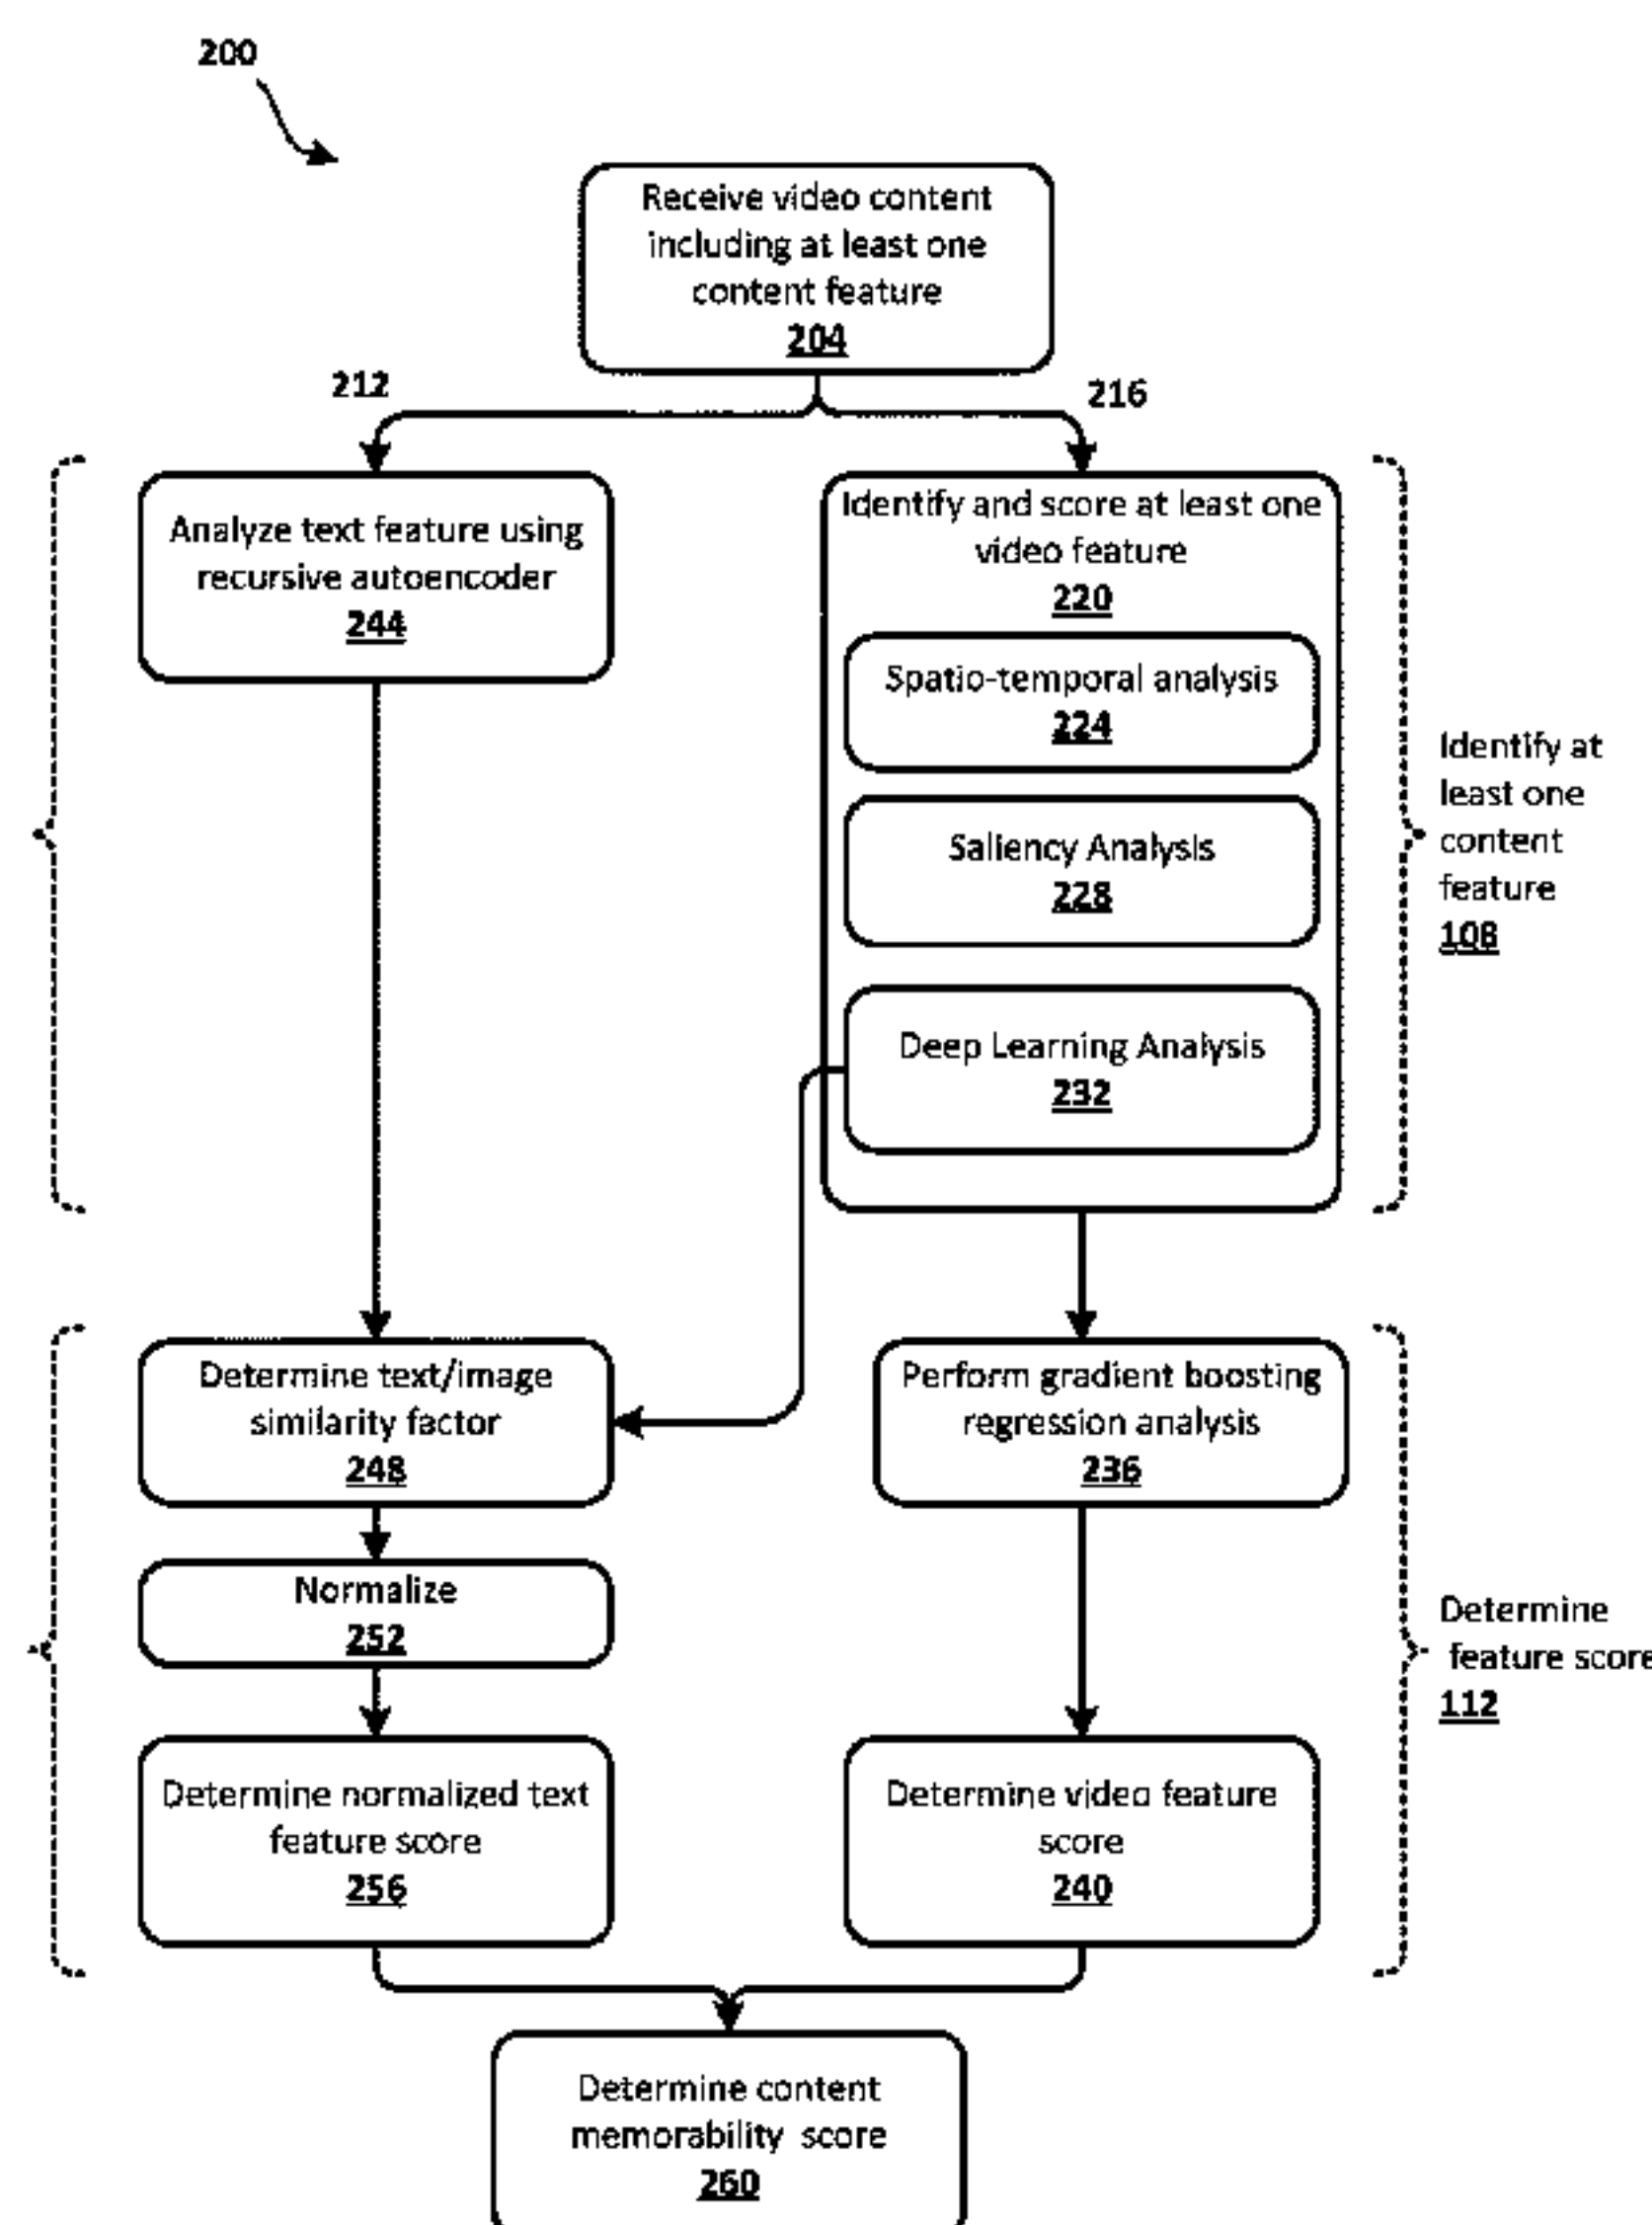 200
Receive video content
including at least one
content feature
204
212
216
Analyze text feature using
recursive autoencoder
244
Identify and score at least one
video feature
220
Spatio-temporal analysis
224
Saliency Analysis
228
Deep Learning Analysis
232
Identify at
least one
content
feature
108
Determine text/image
similarity factor
248
Perform gradient boosting
regression analysis
236
Normalize
252
Determine
feature score
112
Determine normalized text
feature score
256
Determine video feature
score
240
Determine content
memorability score
260